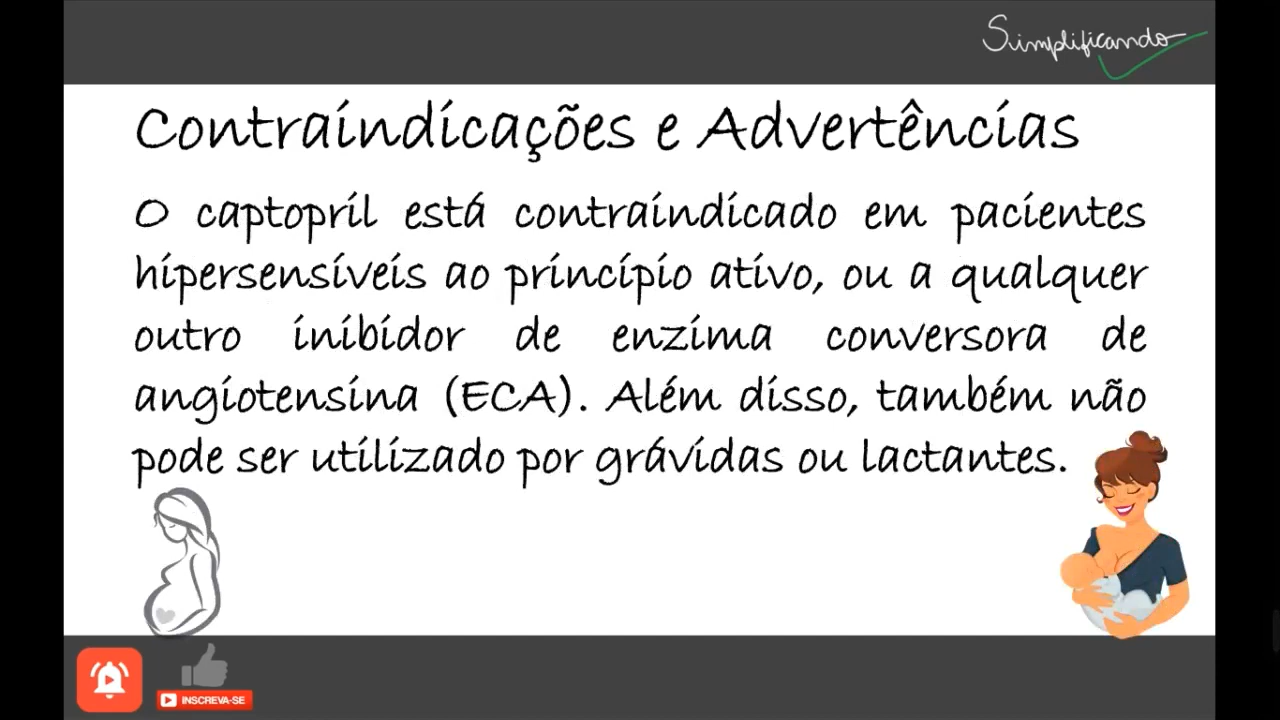 Simplificando
Contraindicações e Advertências
O captopril está contraindicado em pacientes
hipersensíveis ao princípio ativo, ou a qualquer
outro inibidor de enzima conversora de
angiotensina (ECA). Além disso, também não
pode ser utilizado por grávidas ou lactantes.
INSCREVA-SE